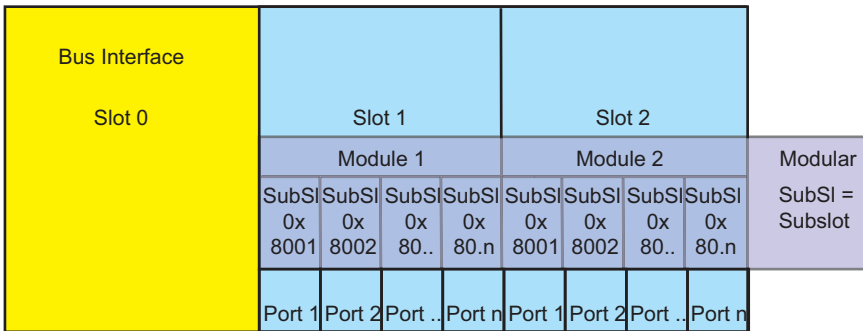 Bus Interface
Slot 0
Slot 1
Slot 2
Module 1
Module 2
Modular
SubSl SubSl SubSl SubSl SubSl SubSl SubSl SubSl
SubSl =
0x 0x 0x 0x 0x 0x 0x 0x
Subslot
8001 8002 80.. 80.n 8001 8002 80.. 80.n
Port 1 Port 2 Port .. Port n Port 1 Port 2 Port .. Port n